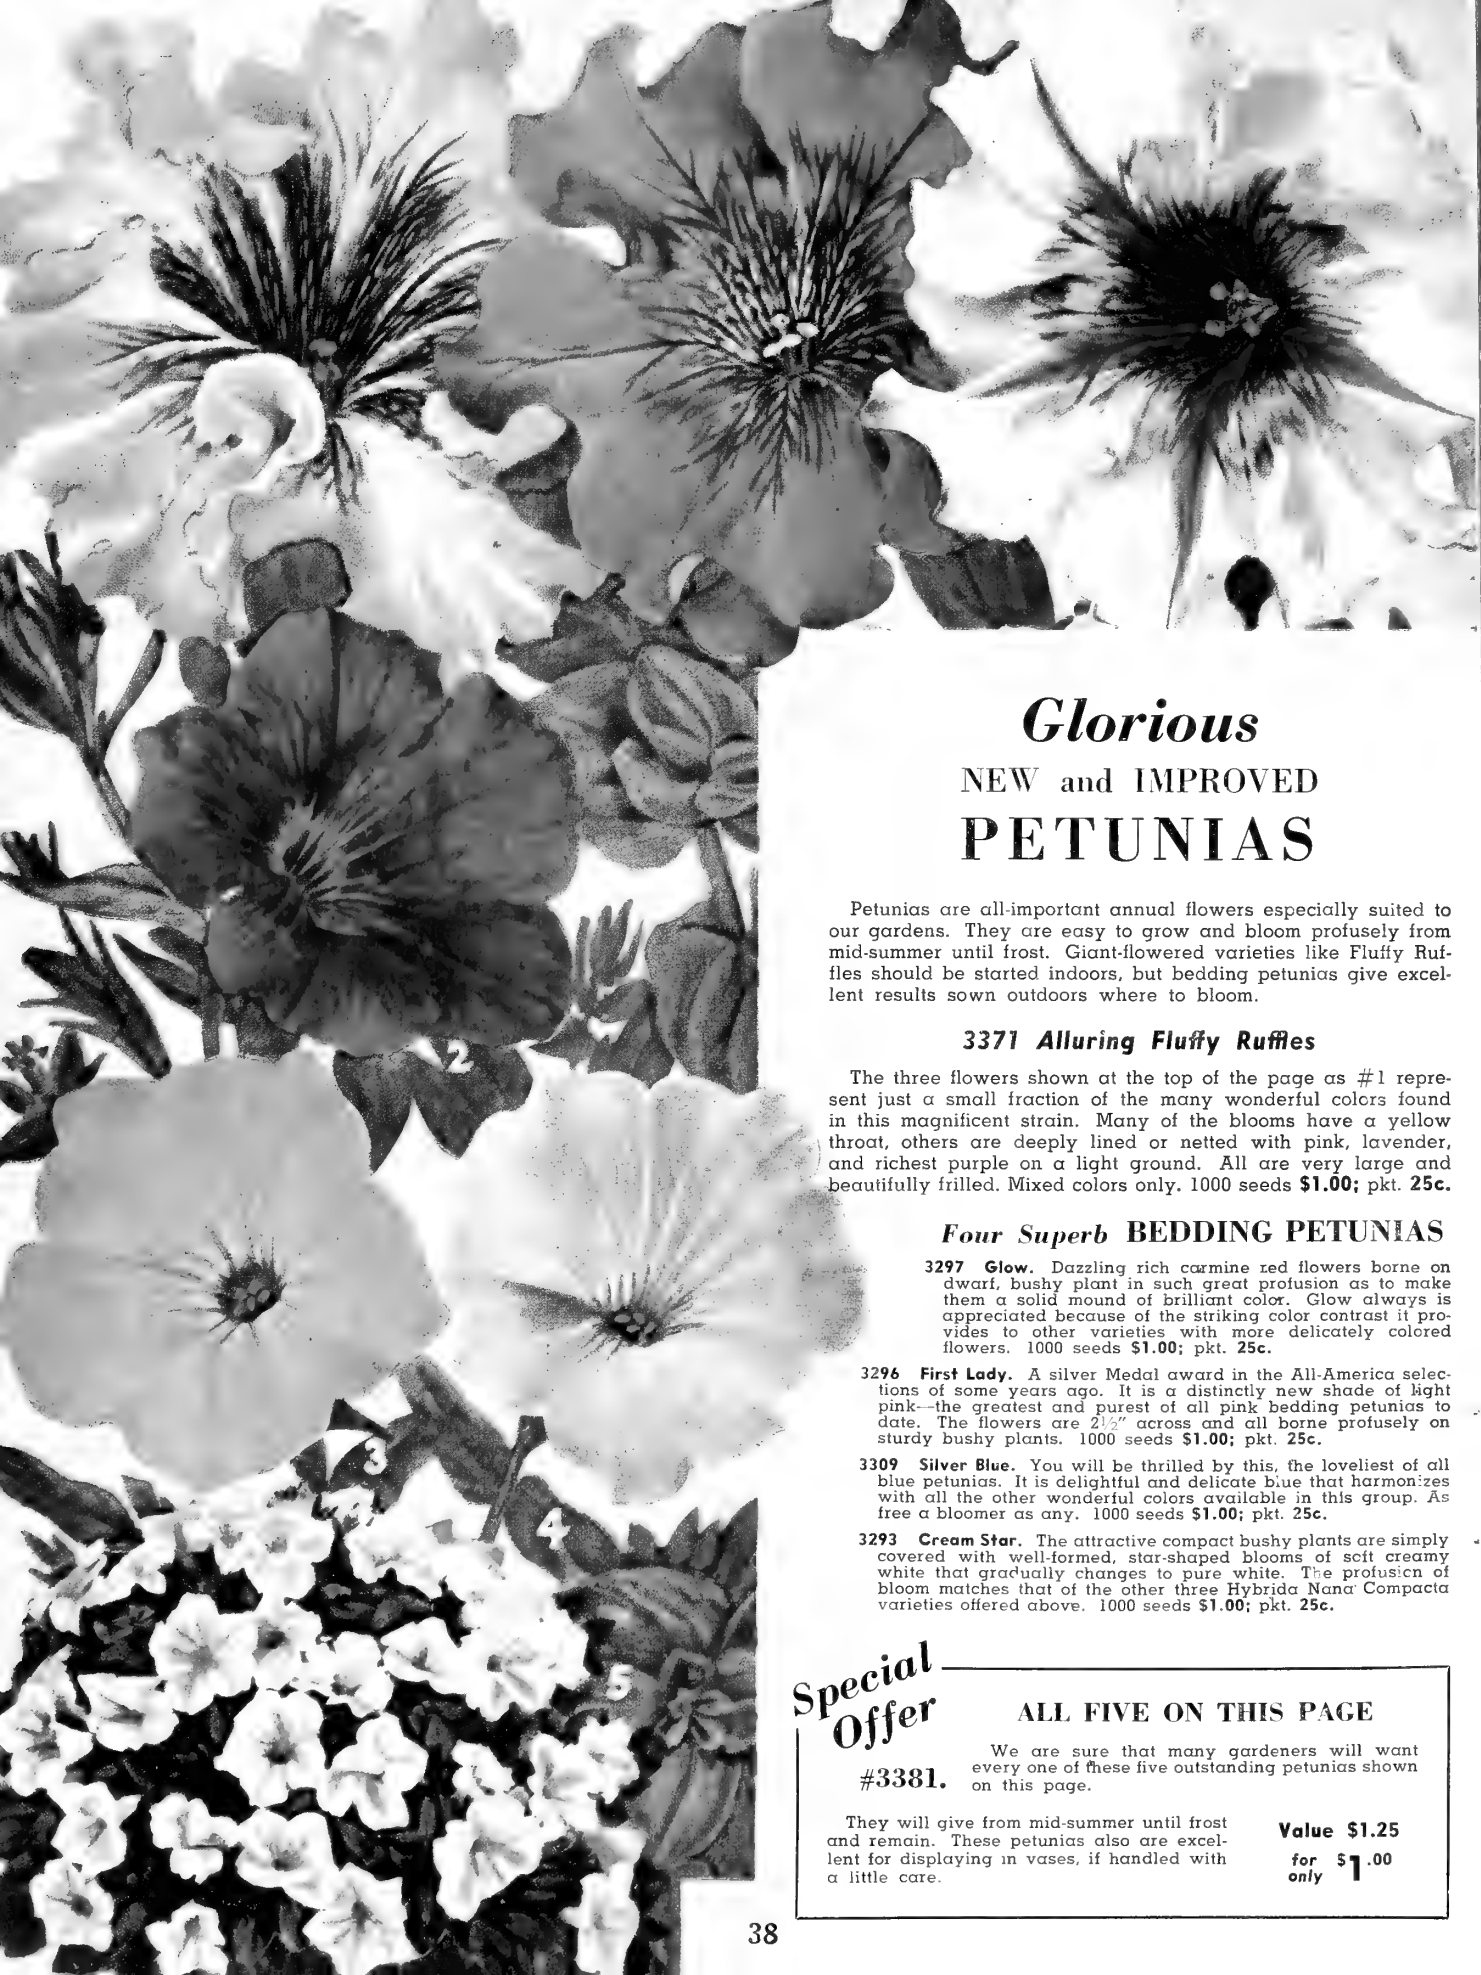 Glorious
NEW and IMPROVED
PETUNIAS
Petunias are all-important annual flowers especially suited to
our gardens. They are easy to grow and bloom profusely from
mid-summer until frost. Giant-flowered varieties like Fluffy Ruf-
fles should be started indoors, but bedding petunias give excel-
lent results sown outdoors where to bloom.
3371 Alluring Fluffy Ruffles
The three flowers shown at the top of the page as #1 repre-
sent just a small fraction of the many wonderful colors found
in this magnificent strain. Many of the blooms have a yellow
throat, others are deeply lined or netted with pink, lavender,
and richest purple on a light ground. All are very large and
beautifully frilled. Mixed colors only. 1000 seeds $1.00; pkt. 25c.
Four Superb BEDDING PETUNIAS
3297 Glow. Dazzling rich carmine red flowers borne on
dwarf, bushy plant in such great profusion as to make
them a solid mound of brilliant color. Glow always is
appreciated because of the striking color contrast it pro-
vides to other varieties with more delicately colored
flowers. 1000 seeds $1.00; pkt. 25c.
3296 First Lady. A silver Medal award in the All-America selec-
tions of some years ago. It is a distinctly new shade of light
pink--the greatest and purest of all pink bedding petunias to
date. The flowers are 2½" across and all borne profusely on
sturdy bushy plants. 1000 seeds $1.00; pkt. 25c.
3309 Silver Blue. You will be thrilled by this, the loveliest of all
blue petunias. It is delightful and delicate blue that harmonizes
with all the other wonderful colors available in this group. As
free a bloomer as any. 1000 seeds $1.00; pkt. 25c.
3293 Cream Star. The attractive compact bushy plants are simply
covered with well-formed, star-shaped blooms of soft creamy
white that gradually changes to pure white. The profusion of
bloom matches that of the other three Hybrida Nana Compacta
varieties offered above. 1000 seeds $1.00; pkt. 25c.
Special
Offer
#3381.
ALL FIVE ON THIS PAGE
We are sure that many gardeners will want
every one of these five outstanding petunias shown
on this page.
They will give from mid-summer until frost
and remain. These petunias also are excel-
lent for displaying in vases, if handled with
a little care.
Value $1.25
for only $1.00
2
3
4
5
38